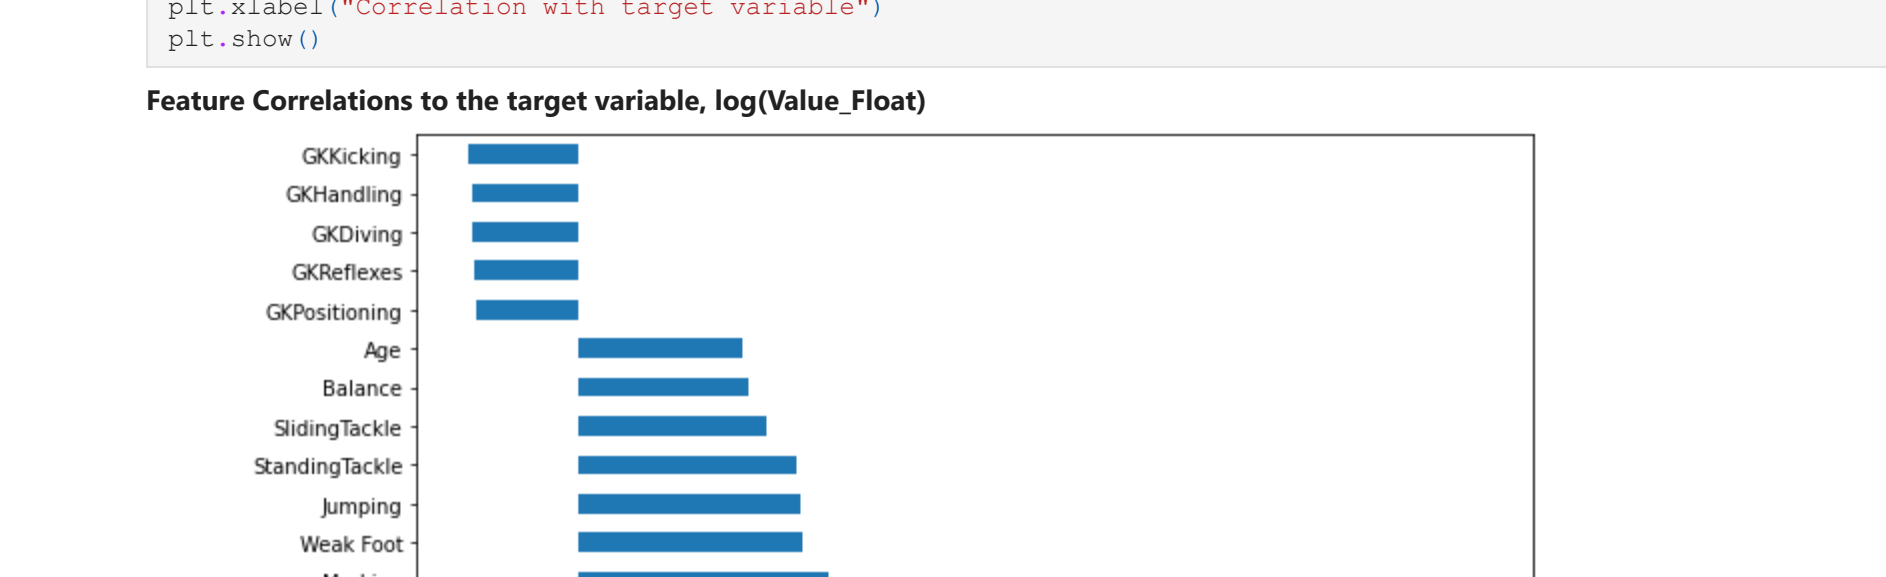 plt.xlabel("Correlation with target variable")
plt.show()
Feature Correlations to the target variable, log(Value_Float)
GKKicking
GKHandling
GKDiving
GKReflexes
GKPositioning
Age
Balance
SlidingTackle
StandingTackle
Jumping
Weak Foot